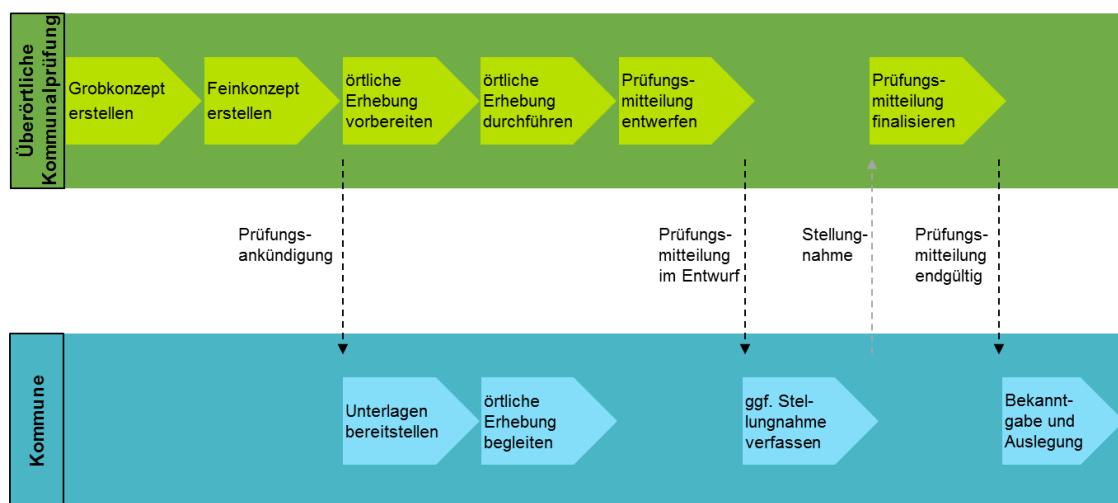 Überörtliche
Kommunalprüfung
Grobkonzept
erstellen
Feinkonzept
erstellen
örtliche
Erhebung
vorbereiten
örtliche
Erhebung
durchführen
Prüfungs-
mitteilung
entwerfen
Prüfungs-
mitteilung
finalisieren
Prüfungs-
ankündigung
Prüfungs-
mitteilung
im Entwurf
Stellung-
nahme
Prüfungs-
mitteilung
endgültig
Kommune
Unterlagen
bereitstellen
örtliche
Erhebung
begleiten
ggf. Stel-
lungnahme
verfassen
Bekannt-
gabe und
Auslegung